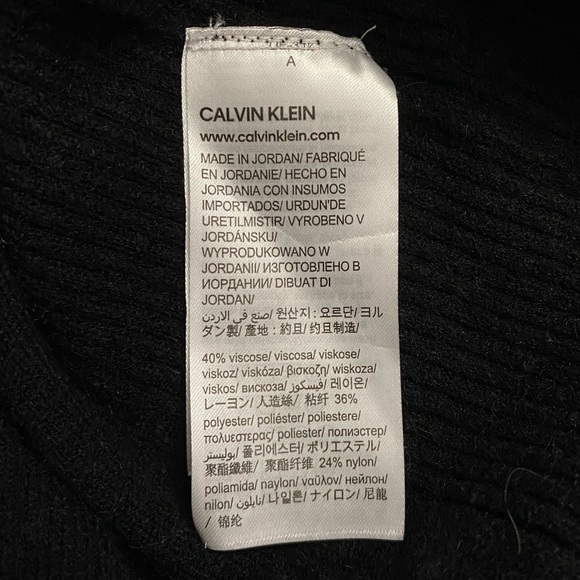 A
CALVIN KLEIN
www.calvinklein.com
MADE IN JORDAN/ FABRIQUÉ
EN JORDANIE/ HECHO EN
JORDANIA CON INSUMOS
IMPORTADOS/ URDUN'DE
URETILMISTIR/ VYROBENO V
JORDÁNSKU/
WYPRODUKOWANO W
JORDANII/ ИЗГОТОВЛЕНО В
ИОРДАНИИ/ DIBUAT DI
JORDAN/
صنع في الاردن/ 원산지 : 요르단/ ヨル
ダン製/ 產地 : 約旦/ 约旦制造/
40% viscose/ viscosa/ viskose/
viskoz/ viskóza/ βισκοζη/ wiskoza/
viskos/ вискоза/ فيسكوز/ 레이온/
レーヨン/ 人造絲/ 粘纤 36%
polyester/ poliéster/ poliestere/
πολυεστερας/ poliester/ полиэстер/
بوليستر/ 폴리에스터/ ポリエステル/
聚酯纖維/ 聚酯纤维 24% nylon/
poliamida/ naylon/ ναϋλον/ нейлон/
nilon/ نايلون/ 나일론/ ナイロン/ 尼龍
/ 锦纶